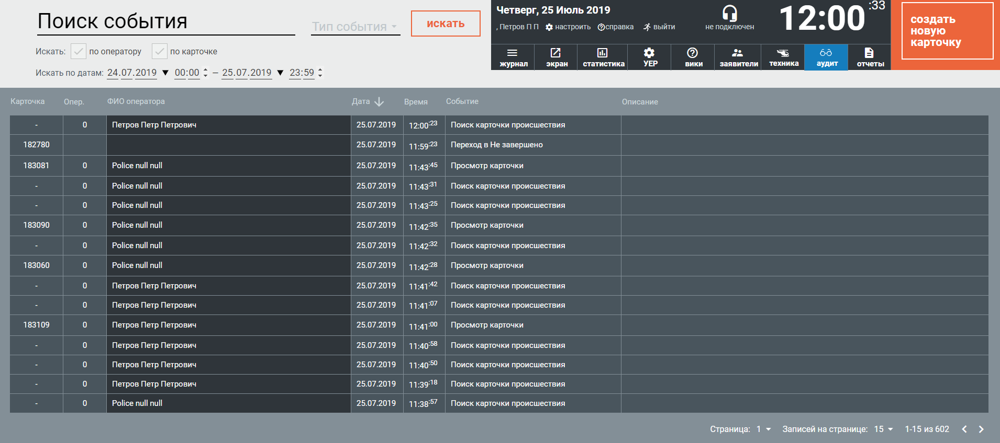 Поиск события
Тип события
искать
Искать: по оператору по карточке
Искать по датам: 24.07.2019 00:00 – 25.07.2019 23:59
Четверг, 25 Июль 2019
, Петров П П настроить справка выйти
не подключен
12:00:33
создать
новую
карточку
журнал экран статистика УЕР вики заявители техника аудит отчеты
Карточка Опер. ФИО оператора Дата Время Событие Описание
- 0 Петров Петр Петрович 25.07.2019 12:00:23 Поиск карточки происшествия
182780 25.07.2019 11:59:23 Переход в Не завершено
183081 0 Police null null 25.07.2019 11:43:45 Просмотр карточки
- 0 Police null null 25.07.2019 11:43:31 Поиск карточки происшествия
- 0 Police null null 25.07.2019 11:43:25 Поиск карточки происшествия
183090 0 Police null null 25.07.2019 11:42:35 Просмотр карточки
- 0 Police null null 25.07.2019 11:42:32 Поиск карточки происшествия
183060 0 Police null null 25.07.2019 11:42:28 Просмотр карточки
- 0 Петров Петр Петрович 25.07.2019 11:41:42 Поиск карточки происшествия
- 0 Петров Петр Петрович 25.07.2019 11:41:07 Поиск карточки происшествия
183109 0 Петров Петр Петрович 25.07.2019 11:41:00 Просмотр карточки
- 0 Петров Петр Петрович 25.07.2019 11:40:58 Поиск карточки происшествия
- 0 Петров Петр Петрович 25.07.2019 11:40:50 Поиск карточки происшествия
- 0 Петров Петр Петрович 25.07.2019 11:39:18 Поиск карточки происшествия
- 0 Police null null 25.07.2019 11:38:57 Поиск карточки происшествия
Страница: 1 Записей на странице: 15 1-15 из 602